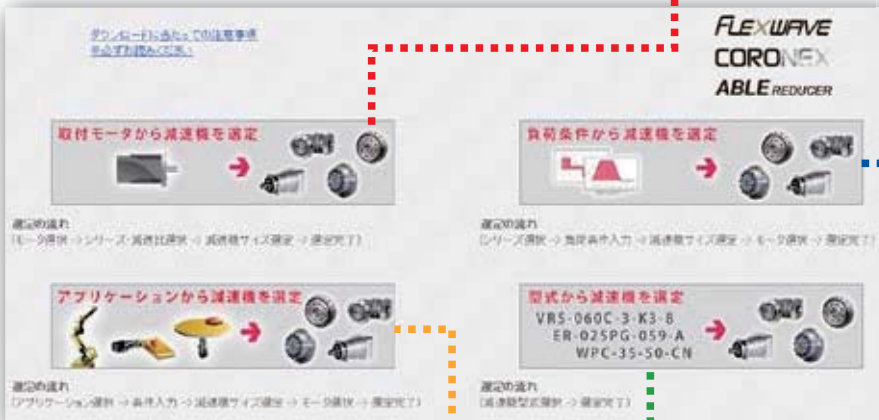 ダウンロードに当たっての注意事項
※必ずお読みください
FLEXWAVE
CORONEX
ABLE REDUCER
取付モータから減速機を選定
選定の流れ
(モータ選択 -> シリーズ・減速比選択 -> 減速機サイズ選定 -> 選定完了)
負荷条件から減速機を選定
選定の流れ
(シリーズ選択 -> 負荷条件入力 -> 減速機サイズ選定 -> モータ選択 -> 選定完了)
アプリケーションから減速機を選定
選定の流れ
(アプリケーション選択 -> 条件入力 -> 減速機サイズ選定 -> モータ選択 -> 選定完了)
型式から減速機を選定
VRS-060C-3-K3-8
ER-025PG-059-A
WPC-35-50-CN
選定の流れ
(減速機型式選択 -> 選定完了)